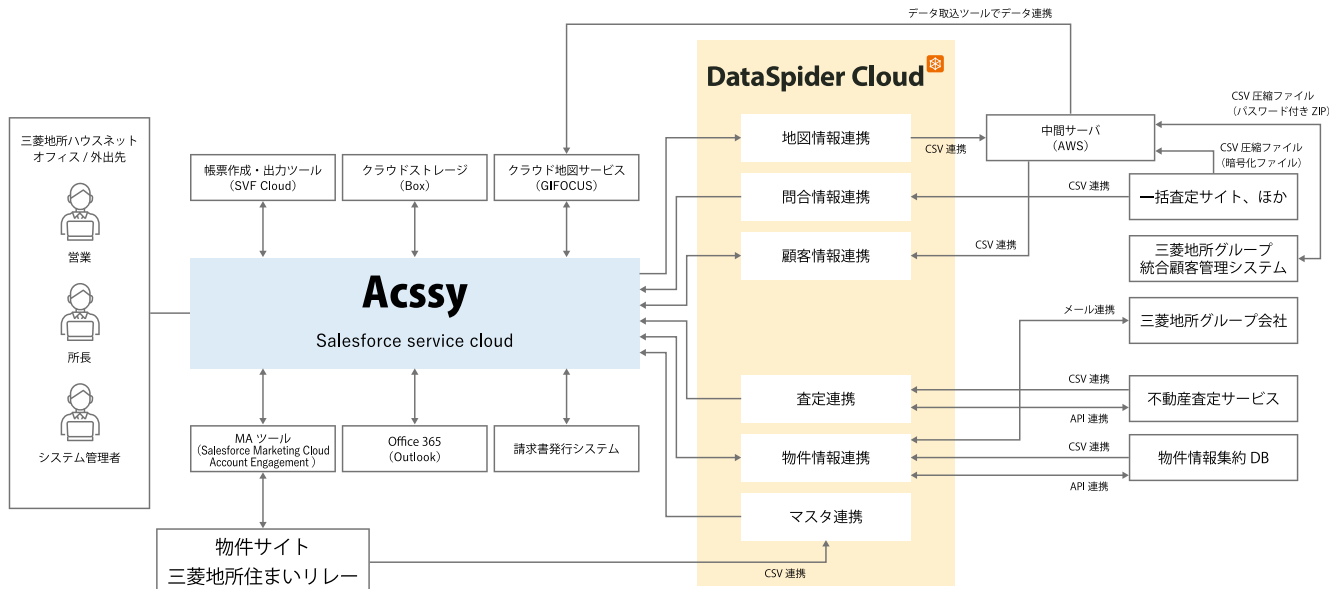 データ取込ツールでデータ連携
DataSpider Cloud
三菱地所ハウスネット
オフィス / 外出先
営業
所長
システム管理者
帳票作成・出力ツール
（SVF Cloud）
クラウドストレージ
（Box）
クラウド地図サービス
（GIFOCUS）
Acssy
Salesforce service cloud
MA ツール
（Salesforce Marketing Cloud
Account Engagement ）
Office 365
（Outlook）
請求書発行システム
物件サイト
三菱地所住まいリレー
地図情報連携
問合情報連携
顧客情報連携
査定連携
物件情報連携
マスタ連携
CSV 連携
CSV 連携
中間サーバ
（AWS）
CSV 連携
CSV 連携
CSV 圧縮ファイル
（パスワード付き ZIP）
CSV 圧縮ファイル
（暗号化ファイル）
一括査定サイト、ほか
三菱地所グループ
統合顧客管理システム
メール連携
三菱地所グループ会社
CSV 連携
API 連携
不動産査定サービス
CSV 連携
API 連携
物件情報集約 DB